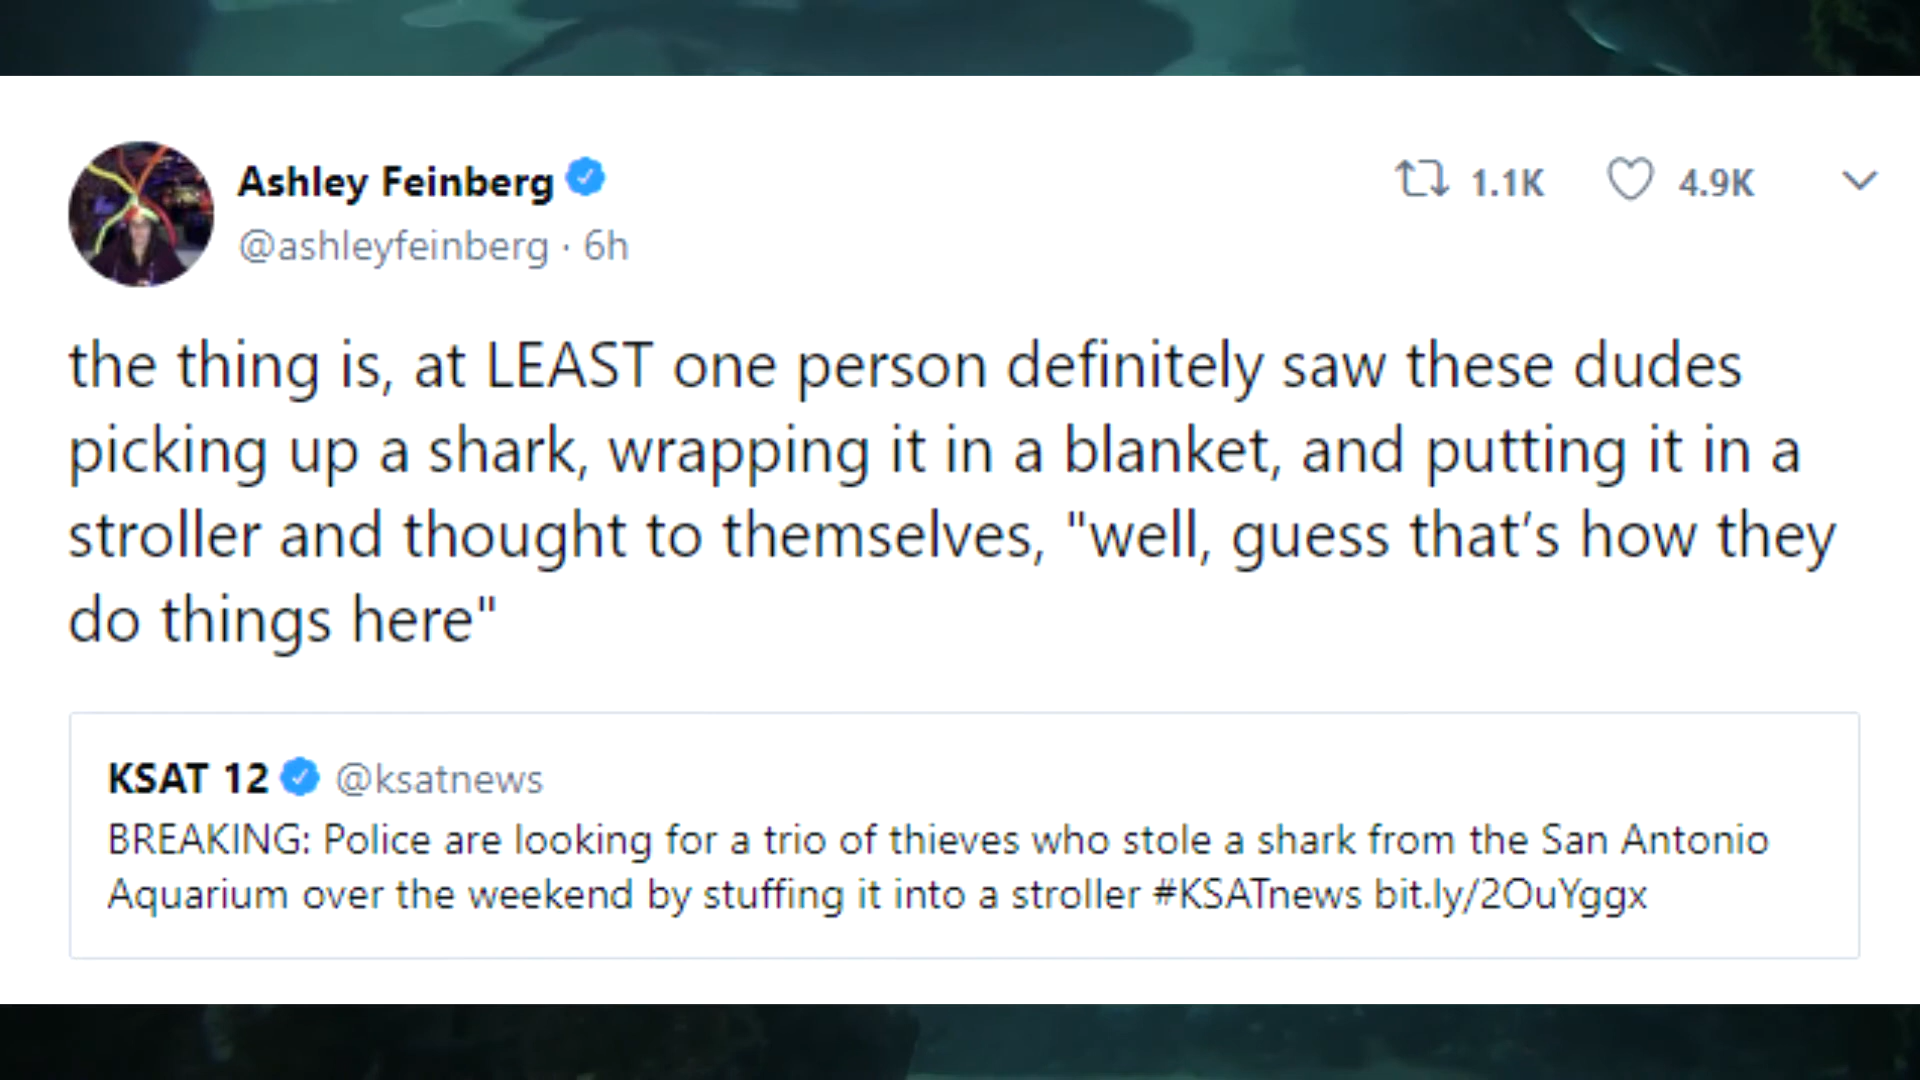 Ashley Feinberg
@ashleyfeinberg · 6h
1.1K 4.9K
the thing is, at LEAST one person definitely saw these dudes
picking up a shark, wrapping it in a blanket, and putting it in a
stroller and thought to themselves, "well, guess that’s how they
do things here"
KSAT 12 @ksatnews
BREAKING: Police are looking for a trio of thieves who stole a shark from the San Antonio
Aquarium over the weekend by stuffing it into a stroller #KSATnews bit.ly/2OuYggx